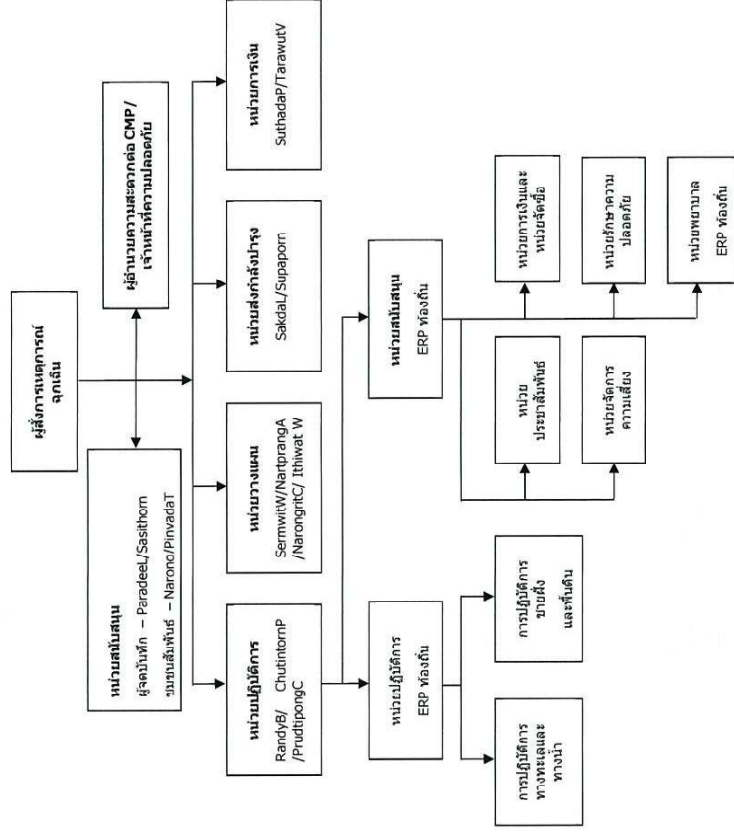 ผู้สั่งการเหตุการณ์
ฉุกเฉิน
หน่วยสนับสนุน
ผู้จดบันทึก – ParadeeL/Sasithorn
ชุมชนสัมพันธ์ – Narono/PinvadaT
ผู้อำนวยความสะดวกต่อ CMP/
เจ้าหน้าที่ความปลอดภัย
หน่วยปฏิบัติการ
RandyB/ ChutintornP
/PrudtipongC
หน่วยวางแผน
SermwitW/NartprangA
/NarongritC/ Ithiwat W
หน่วยส่งกำลังบำรุง
SakdaL/Supaporn
หน่วยการเงิน
SuthadaP/TarawutV
หน่วยปฏิบัติการ
ERP ท้องถิ่น
หน่วยสนับสนุน
ERP ท้องถิ่น
การปฏิบัติการ
ทางทะเลและ
ทางน้ำ
การปฏิบัติการ
ชายฝั่ง
และพื้นดิน
หน่วย
ประชาสัมพันธ์
หน่วยจัดการ
ความเสี่ยง
หน่วยการเงินและ
หน่วยจัดซื้อ
หน่วยรักษาความ
ปลอดภัย
หน่วยพยาบาล
ERP ท้องถิ่น